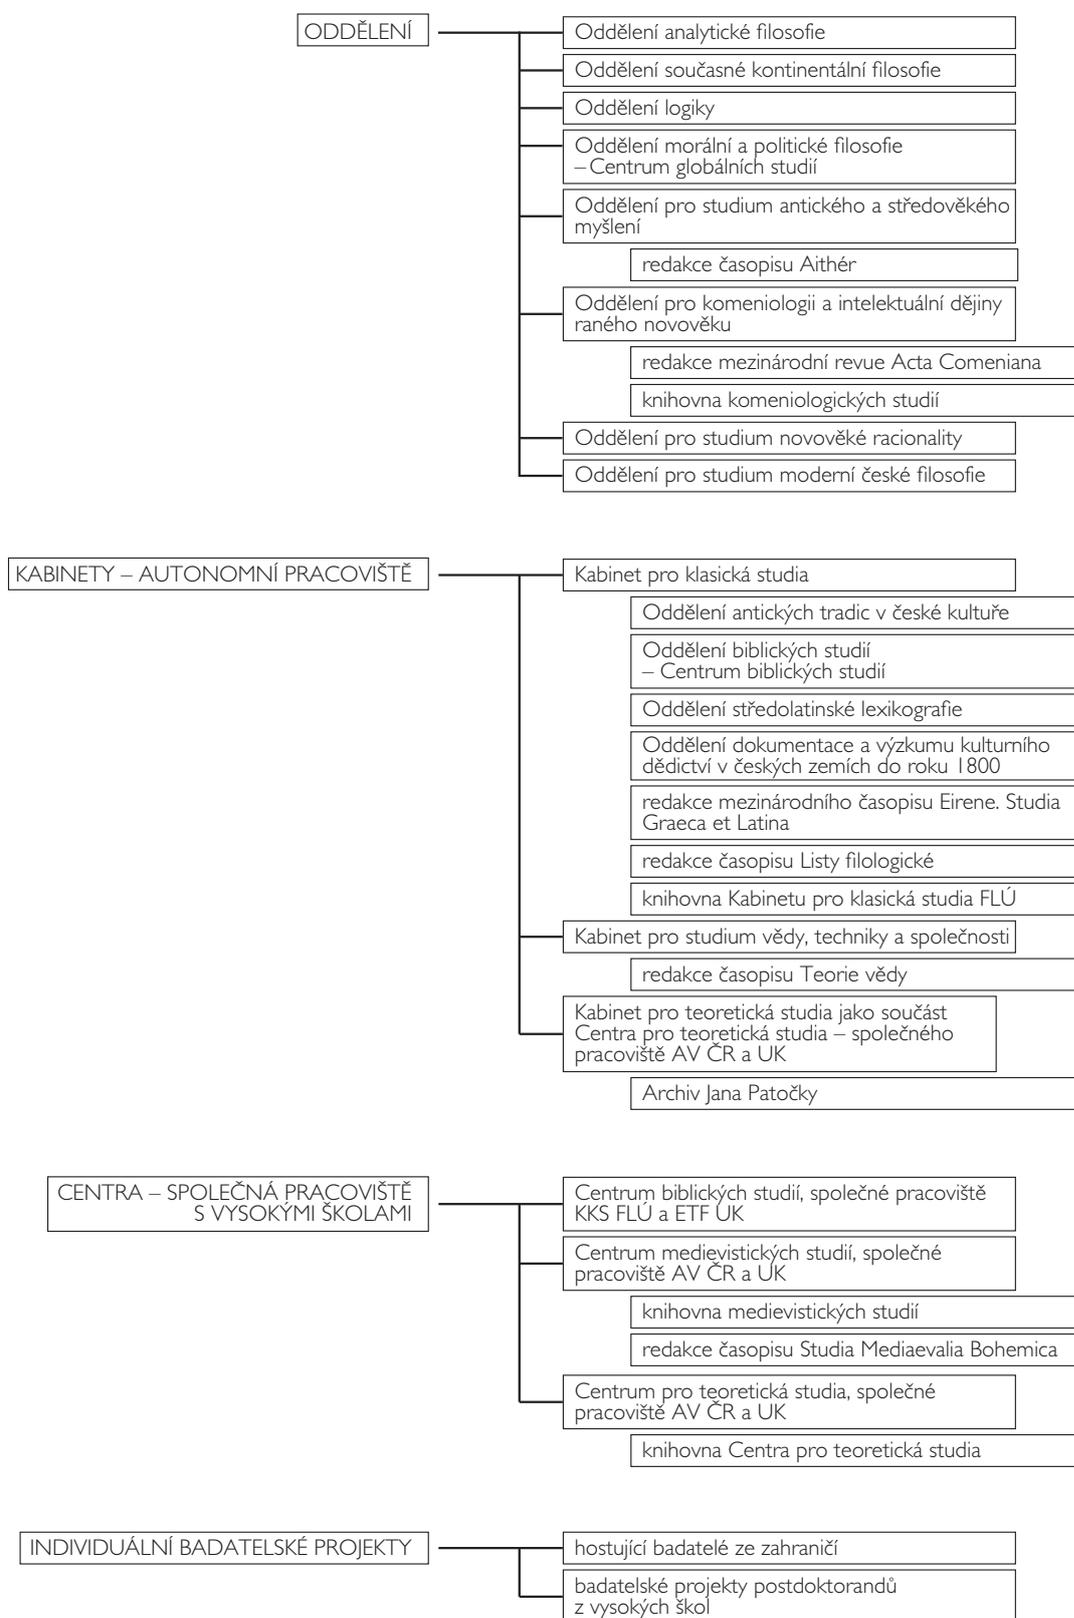 ODDĚLENÍ
Oddělení analytické filosofie
Oddělení současné kontinentální filosofie
Oddělení logiky
Oddělení morální a politické filosofie
– Centrum globálních studií
Oddělení pro studium antického a středověkého
myšlení
redakce časopisu Aithér
Oddělení pro komeniologii a intelektuální dějiny
raného novověku
redakce mezinárodní revue Acta Comeniana
knihovna komeniologických studií
Oddělení pro studium novověké racionality
Oddělení pro studium moderní české filosofie
KABINETY – AUTONOMNÍ PRACOVIŠTĚ
Kabinet pro klasická studia
Oddělení antických tradic v české kultuře
Oddělení biblických studií
– Centrum biblických studií
Oddělení středolatinské lexikografie
Oddělení dokumentace a výzkumu kulturního
dědictví v českých zemích do roku 1800
redakce mezinárodního časopisu Eirene. Studia
Graeca et Latina
redakce časopisu Listy filologické
knihovna Kabinetu pro klasická studia FLÚ
Kabinet pro studium vědy, techniky a společnosti
redakce časopisu Teorie vědy
Kabinet pro teoretická studia jako součást
Centra pro teoretická studia – společného
pracoviště AV ČR a UK
Archiv Jana Patočky
CENTRA – SPOLEČNÁ PRACOVIŠTĚ
S VYSOKÝMI ŠKOLAMI
Centrum biblických studií, společné pracoviště
KKS FLÚ a ETF UK
Centrum medievistických studií, společné
pracoviště AV ČR a UK
knihovna medievistických studií
redakce časopisu Studia Mediaevalia Bohemica
Centrum pro teoretická studia, společné
pracoviště AV ČR a UK
knihovna Centra pro teoretická studia
INDIVIDUÁLNÍ BADATELSKÉ PROJEKTY
hostující badatelé ze zahraničí
badatelské projekty postdoktorandů
z vysokých škol